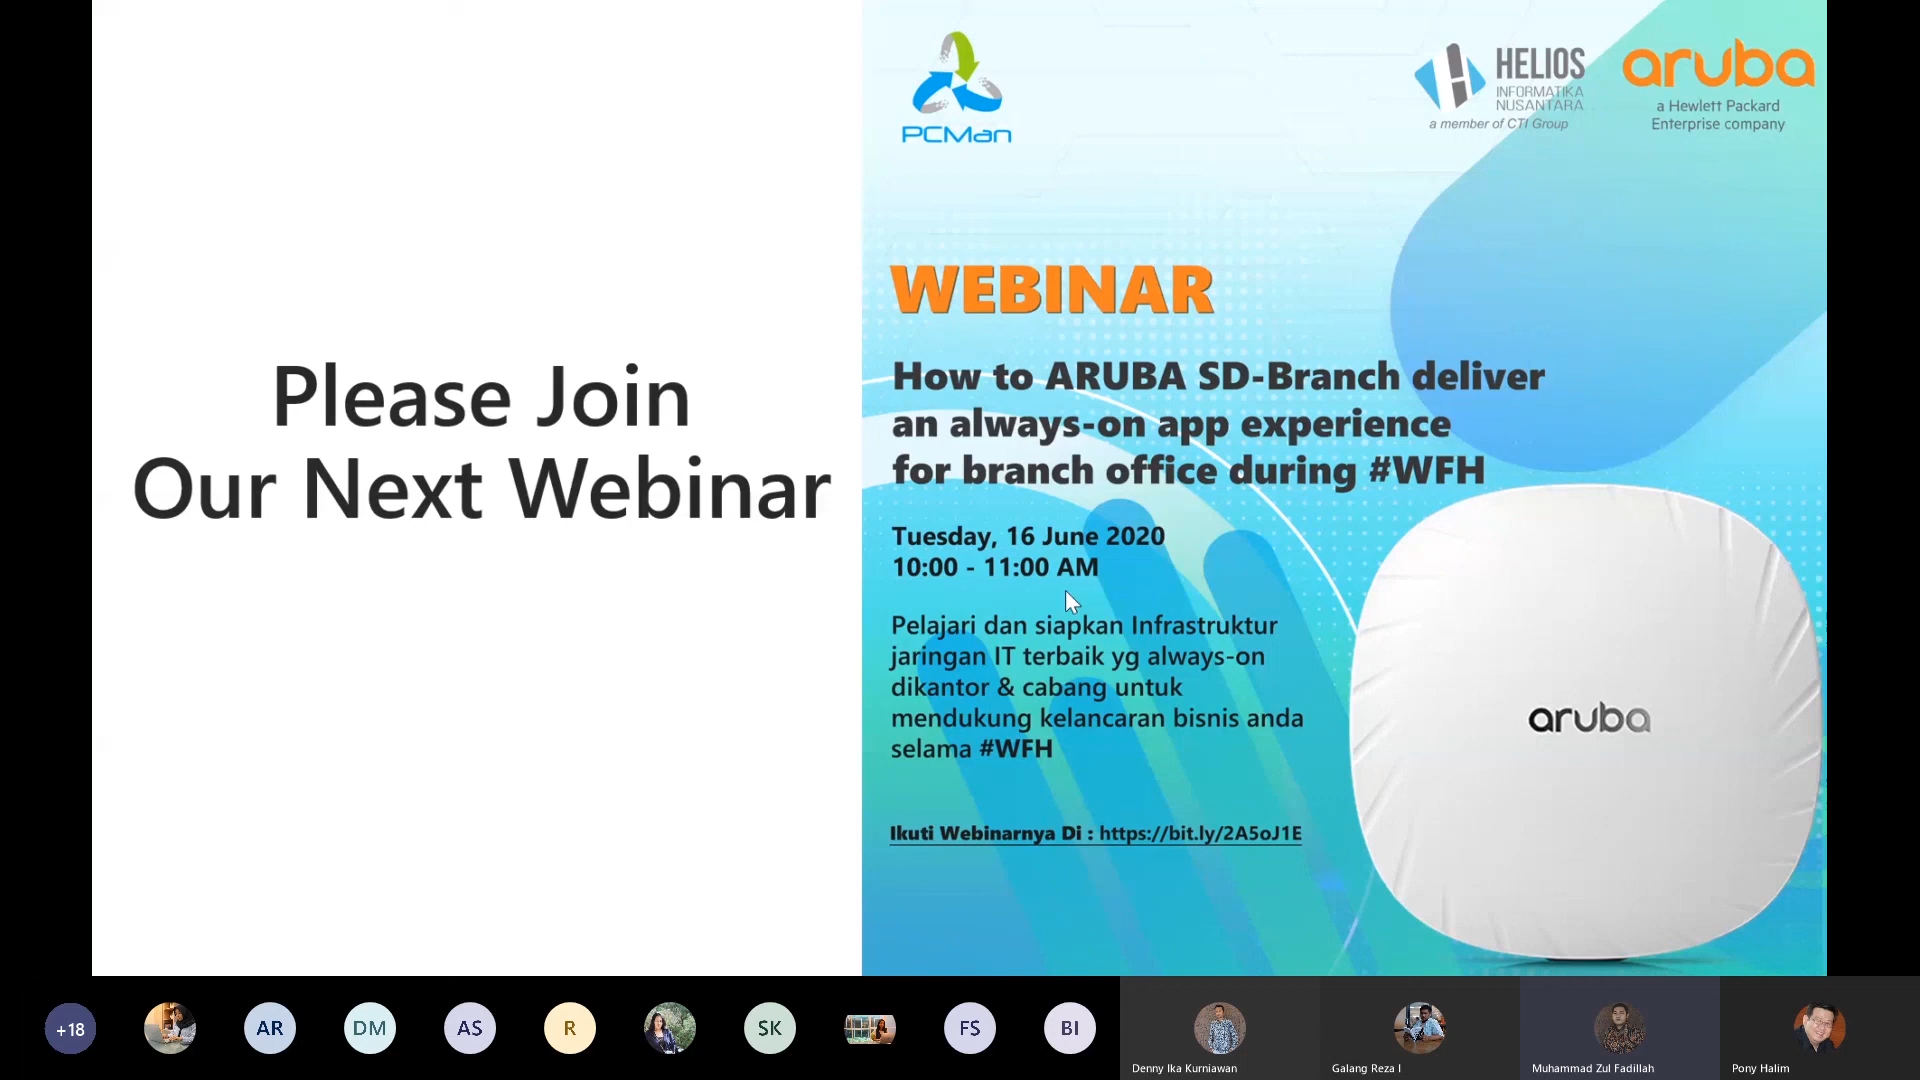 Please Join
Our Next Webinar
PCMan
HELIOS
INFORMATIKA
NUSANTARA
a member of CTI Group
aruba
a Hewlett Packard
Enterprise company
WEBINAR
How to ARUBA SD-Branch deliver
an always-on app experience
for branch office during #WFH
Tuesday, 16 June 2020
10:00 - 11:00 AM
Pelajari dan siapkan Infrastruktur
jaringan IT terbaik yg always-on
dikantor & cabang untuk
mendukung kelancaran bisnis anda
selama #WFH
Ikuti Webinarnya Di : https://bit.ly/2A5oJ1E
aruba
+18
AR
DM
AS
R
SK
FS
BI
Denny Ika Kurniawan
Galang Reza I
Muhammad Zul Fadillah
Pony Halim